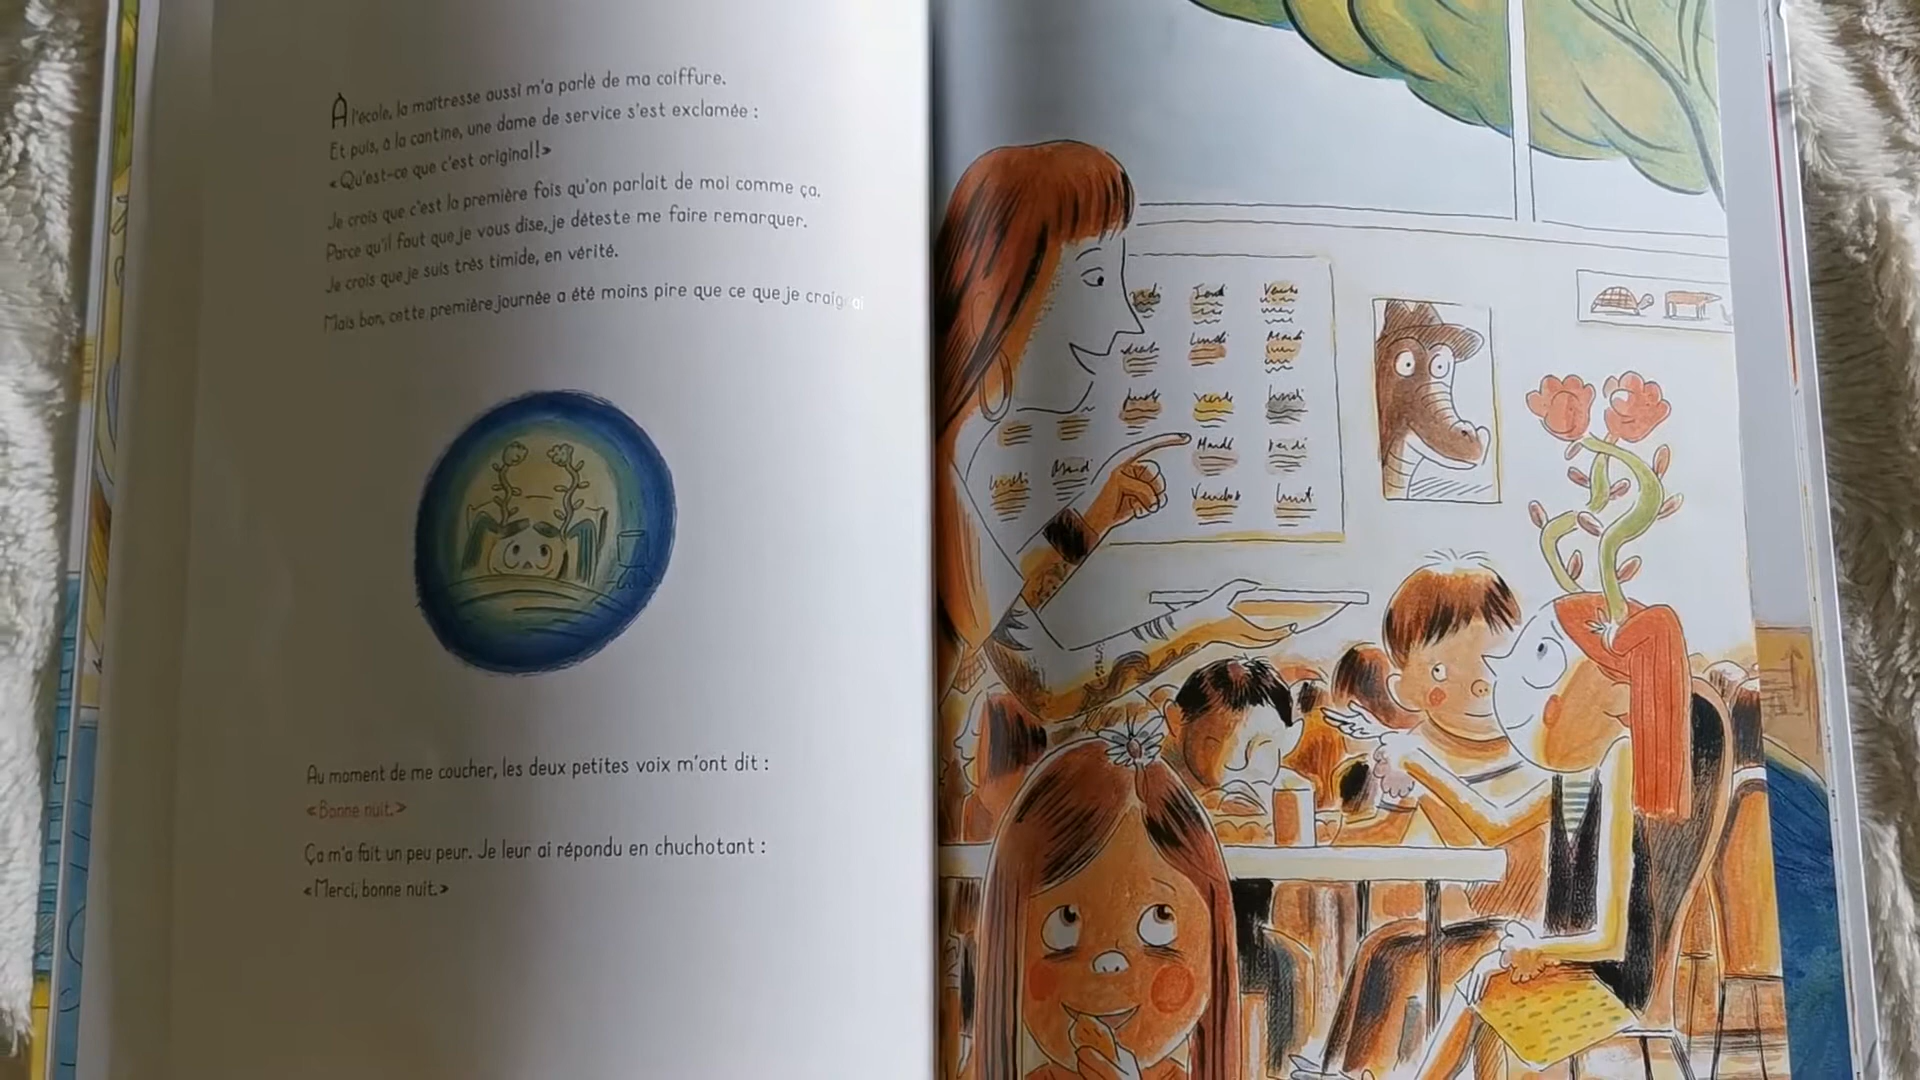 À l'école, la maîtresse aussi m'a parlé de ma coiffure.
Et puis, à la cantine, une dame de service s'est exclamée :
«Qu'est-ce que c'est original!»
Je crois que c'est la première fois qu'on parlait de moi comme ça.
Parce qu'il faut que je vous dise, je déteste me faire remarquer.
Je crois que je suis très timide, en vérité.
Mais bon, cette première journée a été moins pire que ce que je
Au moment de me coucher, les deux petites voix m'ont dit :
«Bonne nuit.»
Ça m'a fait un peu peur. Je leur ai répondu en chuchotant :
«Merci, bonne nuit.»
Lundi
Mardi